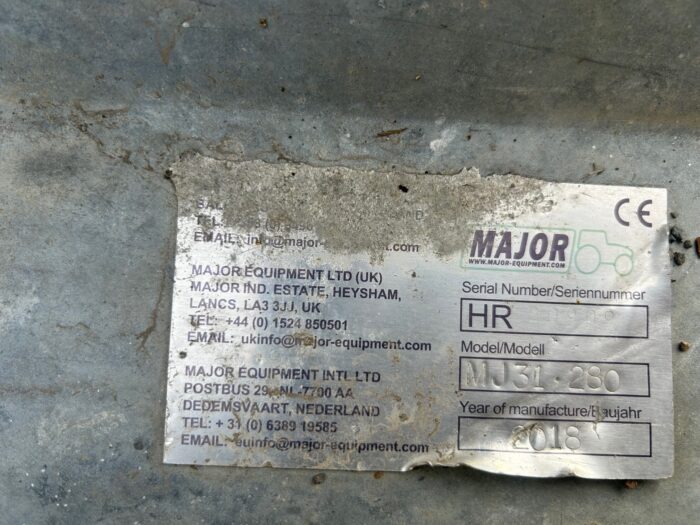 TEL:
EMAIL: info@major-equipment.com
MAJOR EQUIPMENT LTD (UK)
MAJOR IND. ESTATE, HEYSHAM,
LANCS, LA3 3JJ, UK
TEL: +44 (0) 1524 850501
EMAIL: ukinfo@major-equipment.com
MAJOR EQUIPMENT INTL LTD
POSTBUS 29, NL-7700 AA
DEDEMSVAART, NEDERLAND
TEL: + 31 (0) 6389 19585
EMAIL: euinfo@major-equipment.com
CE
MAJOR
WWW.MAJOR-EQUIPMENT.COM
Serial Number/Seriennummer
HR
Model/Modell
MJ31-280
Year of manufacture/Baujahr
2018